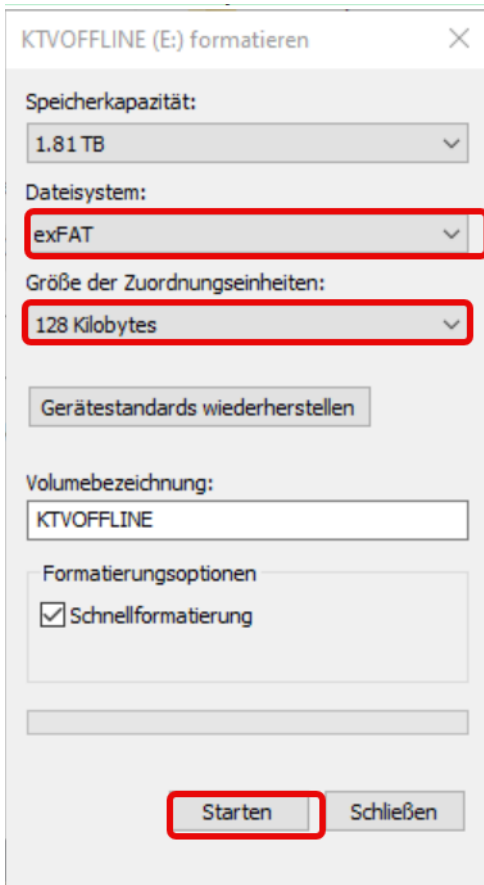 KTVOFFLINE (E:) formatieren
Speicherkapazität:
1.81 TB
Dateisystem:
exFAT
Größe der Zuordnungseinheiten:
128 Kilobytes
Gerätestandards wiederherstellen
Volumebezeichnung:
KTVOFFLINE
Formatierungsoptionen
Schnellformatierung
Starten
Schließen